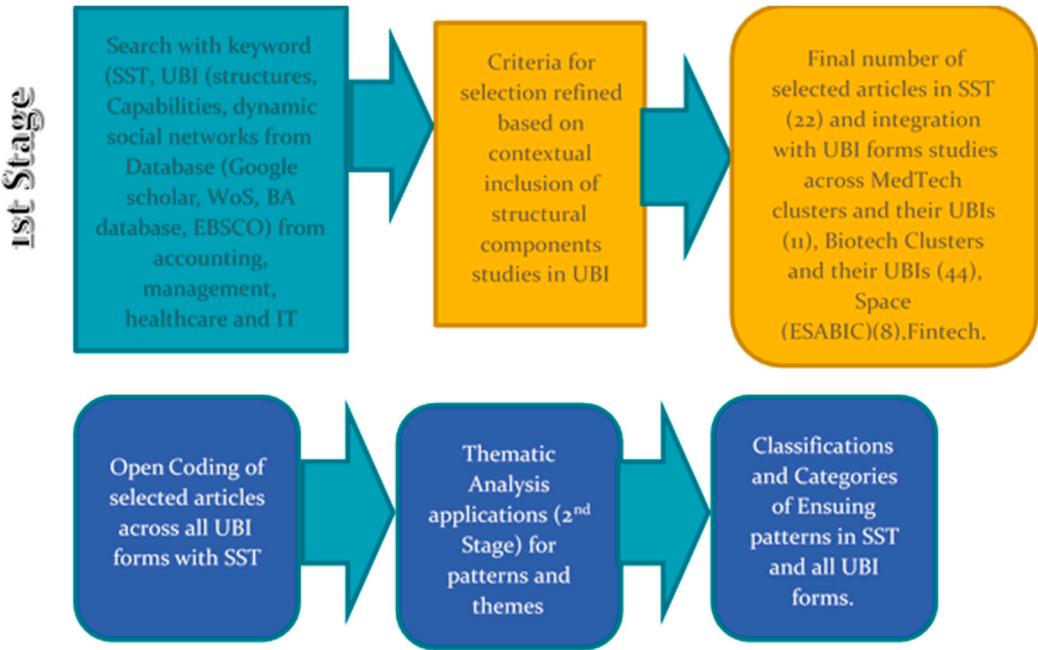 1st Stage
Search with keyword
(SST, UBI (structures,
Capabilities, dynamic
social networks from
Database (Google
scholar, WoS, BA
database, EBSCO) from
accounting,
management,
healthcare and IT
Criteria for
selection refined
based on
contextual
inclusion of
structural
components
studies in UBI
Final number of
selected articles in SST
(22) and integration
with UBI forms studies
across MedTech
clusters and their UBIs
(11), Biotech Clusters
and their UBIs (44),
Space
(ESABIC)(8).Fintech.
Open Coding of
selected articles
across all UBI
forms with SST
Thematic
Analysis
applications (2nd
Stage) for
patterns and
themes
Classifications
and Categories
of Ensuing
patterns in SST
and all UBI
forms.